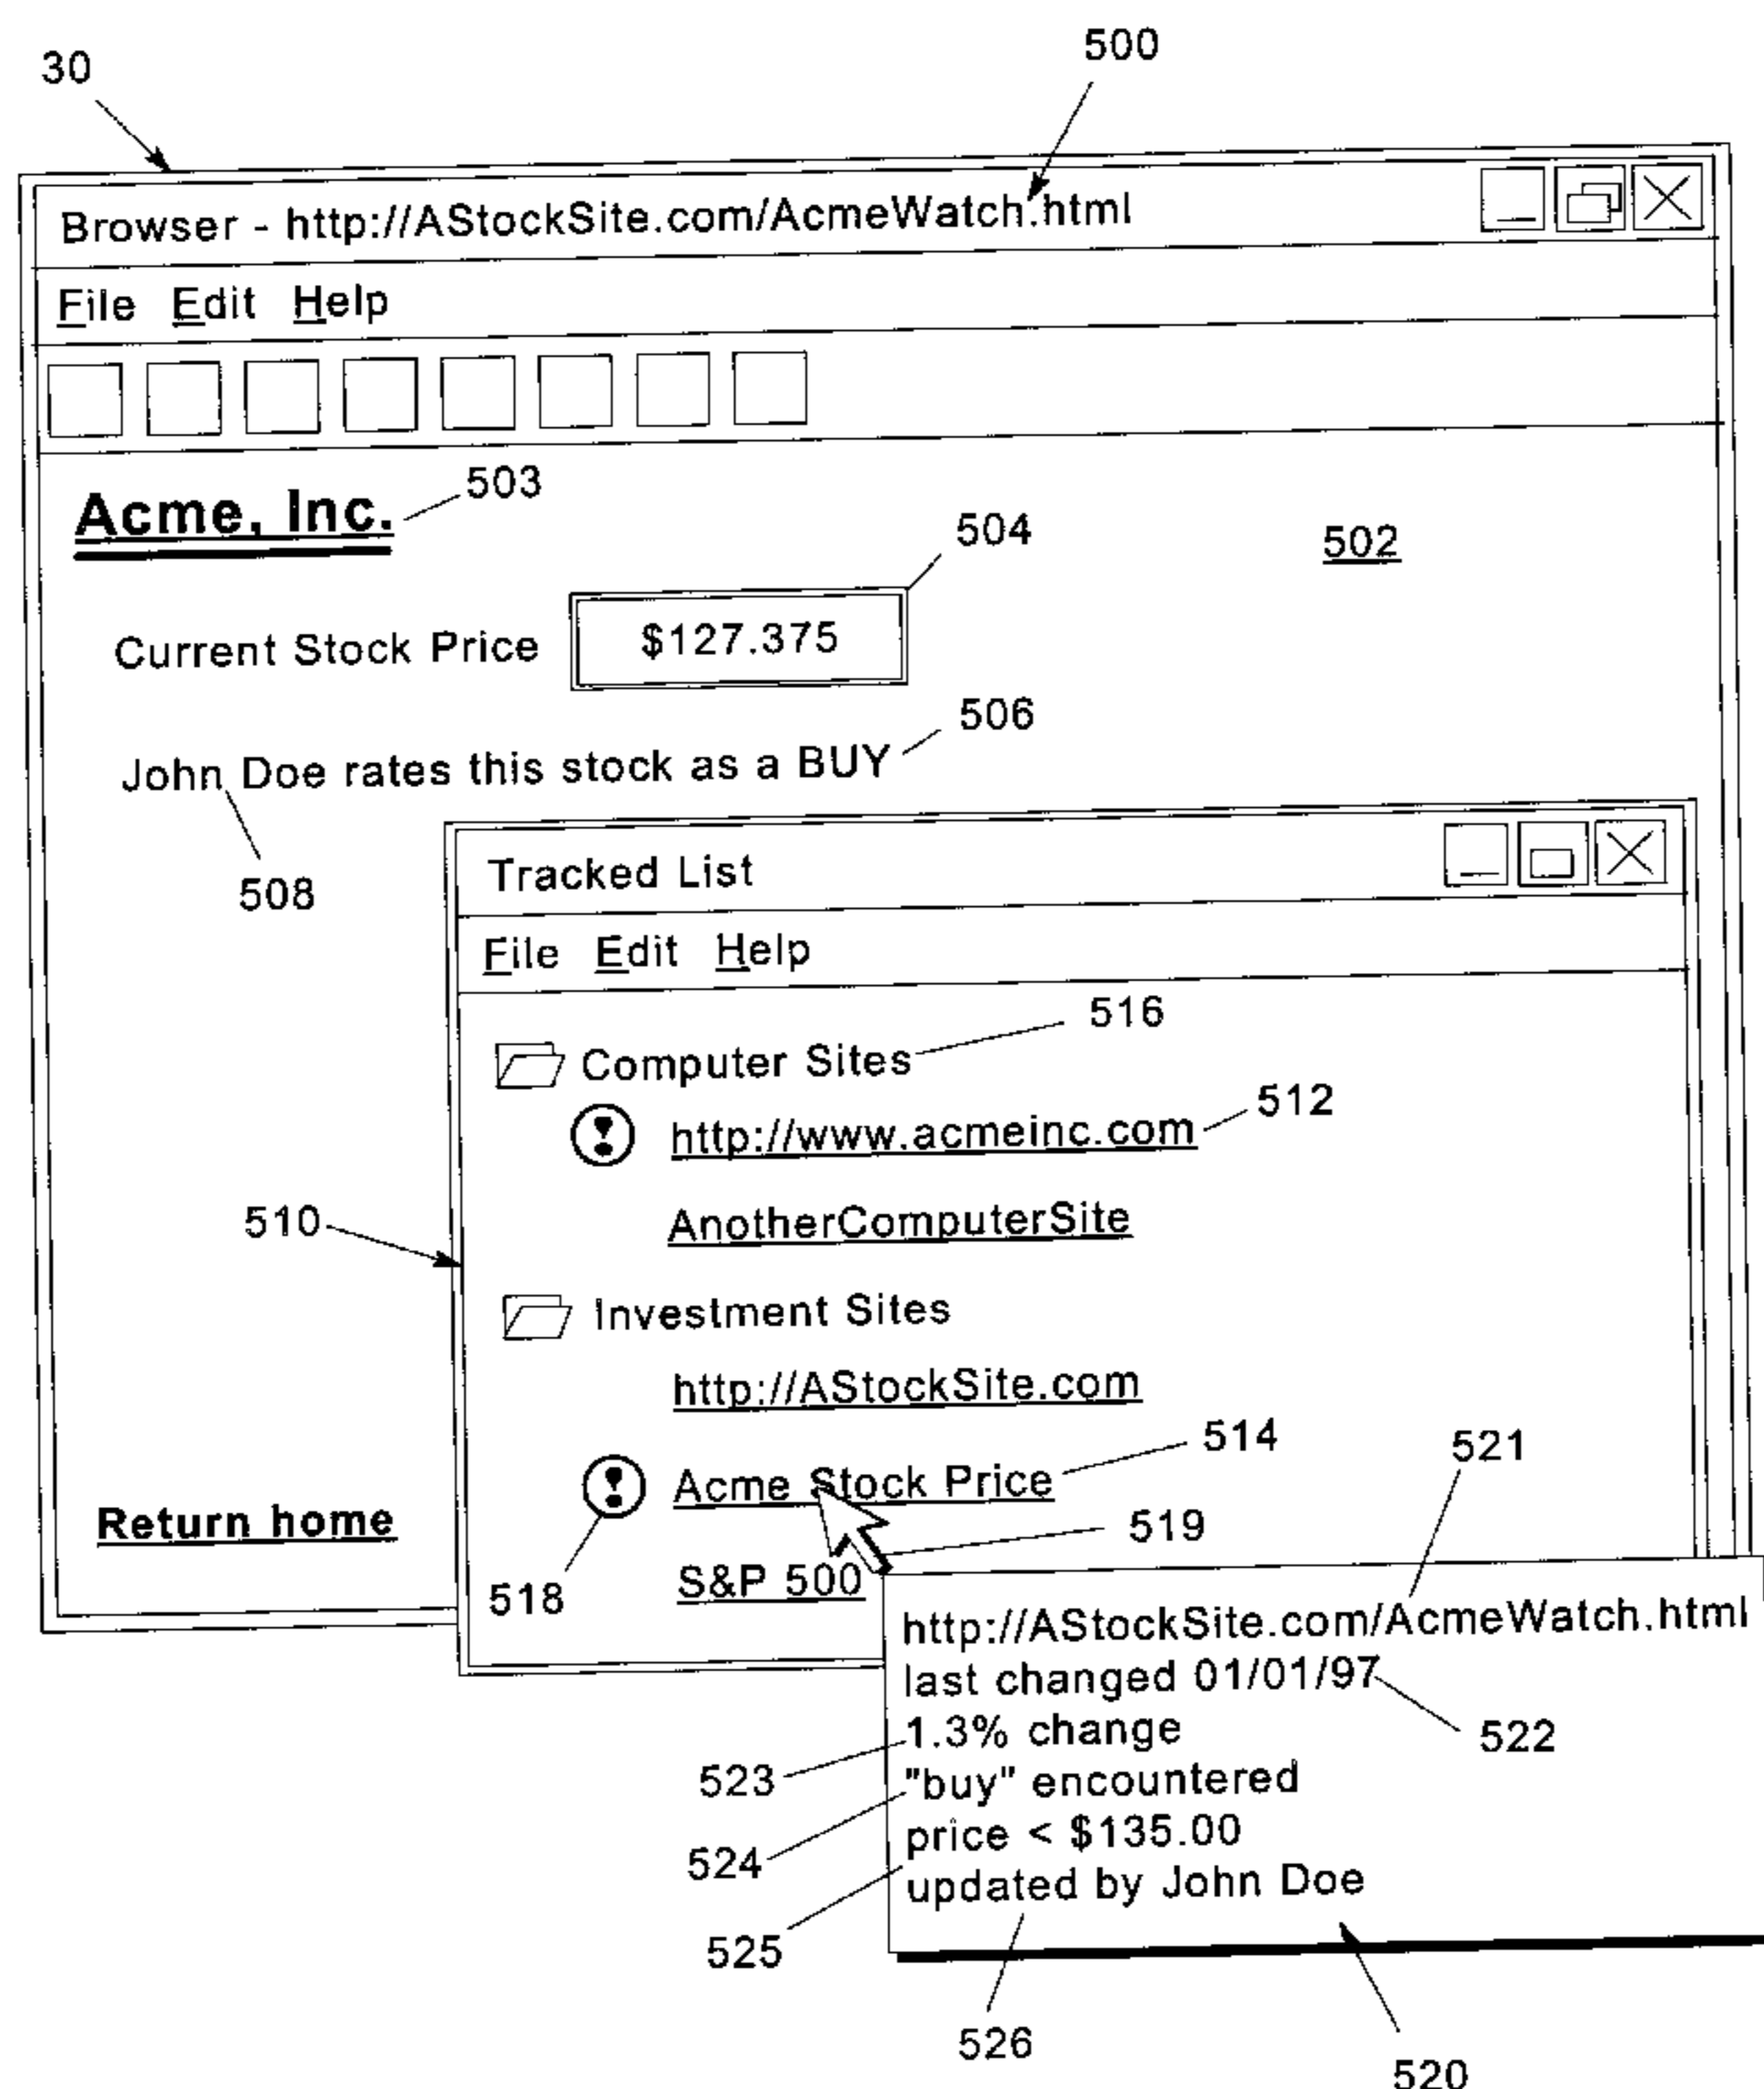 30
500
Browser - http://AStockSite.com/AcmeWatch.html
File Edit Help
Acme, Inc.
503
504
502
Current Stock Price
$127.375
506
John Doe rates this stock as a BUY
508
Tracked List
File Edit Help
516
Computer Sites
512
http://www.acmeinc.com
AnotherComputerSite
510
Investment Sites
http://AStockSite.com
514
521
Acme Stock Price
Return home
519
518
S&P 500
http://AStockSite.com/AcmeWatch.html
last changed 01/01/97
522
1.3% change
523
"buy" encountered
524
price < $135.00
updated by John Doe
525
526
520